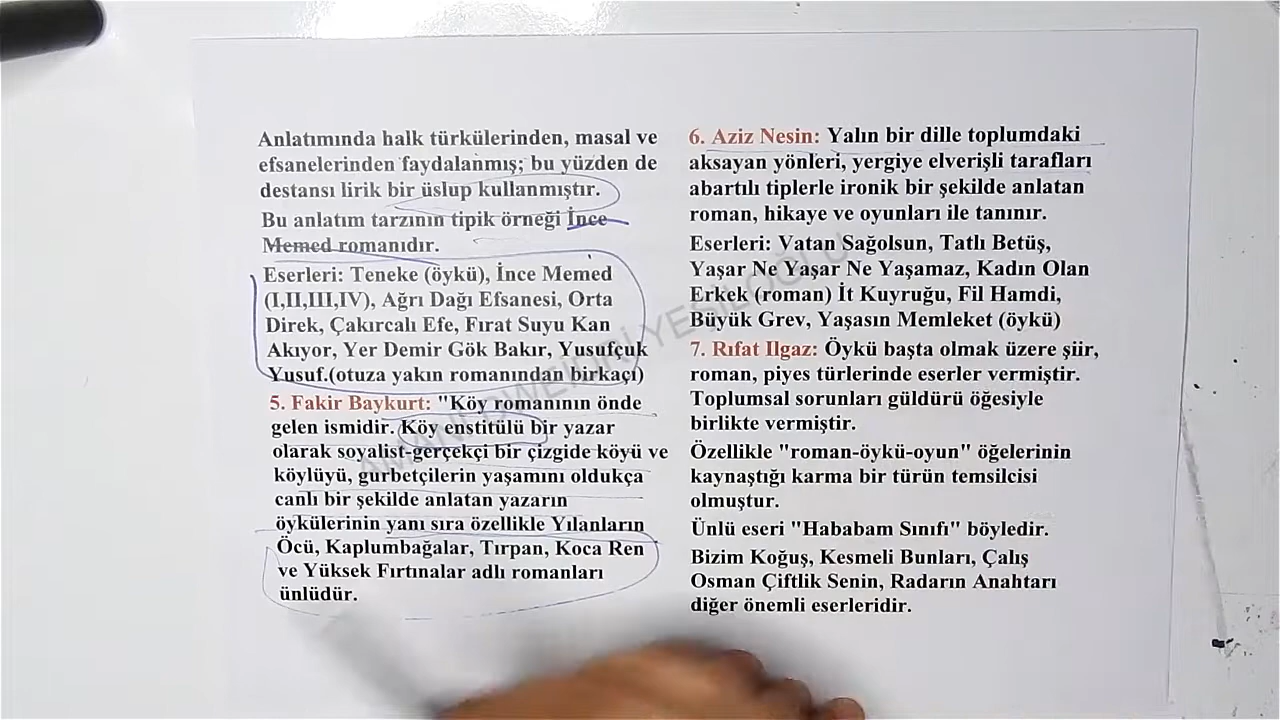 Anlatımında halk türkülerinden, masal ve
efsanelerinden faydalanmış; bu yüzden de
destansı lirik bir üslup kullanmıştır.
Bu anlatım tarzının tipik örneği İnce
Memed romanıdır.
Eserleri: Teneke (öykü), İnce Memed
(I,II,III,IV), Ağrı Dağı Efsanesi, Orta
Direk, Çakırcalı Efe, Fırat Suyu Kan
Akıyor, Yer Demir Gök Bakır, Yusufçuk
Yusuf.(otuza yakın romanından birkaçı)
5. Fakir Baykurt: "Köy romanının önde
gelen ismidir. Köy enstitülü bir yazar
olarak soyalist-gerçekçi bir çizgide köyü ve
köylüyü, gurbetçilerin yaşamını oldukça
canlı bir şekilde anlatan yazarın
öykülerinin yanı sıra özellikle Yılanların
Öcü, Kaplumbağalar, Tırpan, Koca Ren
ve Yüksek Fırtınalar adlı romanları
ünlüdür.
6. Aziz Nesin: Yalın bir dille toplumdaki
aksayan yönleri, yergiye elverişli tarafları
abartılı tiplerle ironik bir şekilde anlatan
roman, hikaye ve oyunları ile tanınır.
Eserleri: Vatan Sağolsun, Tatlı Betüş,
Yaşar Ne Yaşar Ne Yaşamaz, Kadın Olan
Erkek (roman) İt Kuyruğu, Fil Hamdi,
Büyük Grev, Yaşasın Memleket (öykü)
7. Rıfat Ilgaz: Öykü başta olmak üzere şiir,
roman, piyes türlerinde eserler vermiştir.
Toplumsal sorunları güldürü öğesiyle
birlikte vermiştir.
Özellikle "roman-öykü-oyun" öğelerinin
kaynaştığı karma bir türün temsilcisi
olmuştur.
Ünlü eseri "Hababam Sınıfı" böyledir.
Bizim Koğuş, Kesmeli Bunları, Çalış
Osman Çiftlik Senin, Radarın Anahtarı
diğer önemli eserleridir.